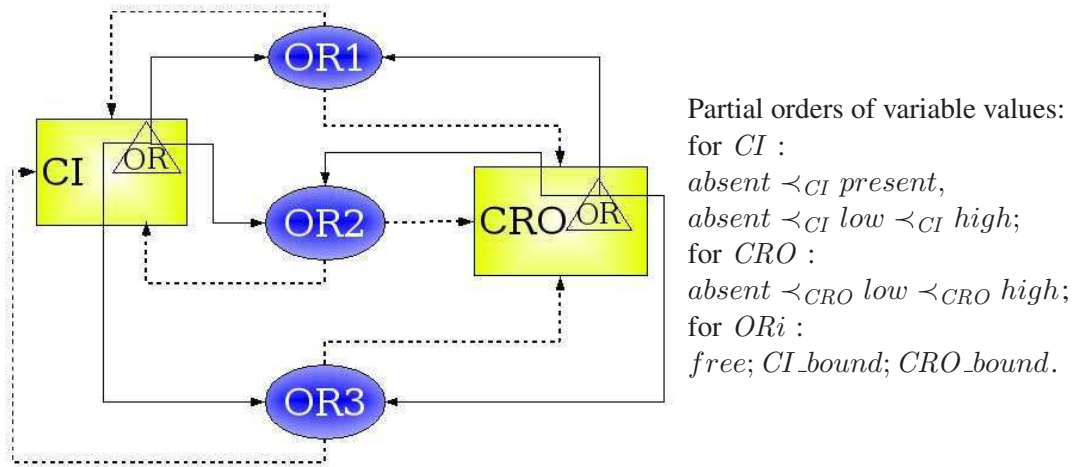 OR1
OR
CI
OR2
CRO
OR
OR3
Partial orders of variable values:
for CI :
absent ≺CI present,
absent ≺CI low ≺CI high;
for CRO :
absent ≺CRO low ≺CRO high;
for ORi :
free; CI_bound; CRO_bound.